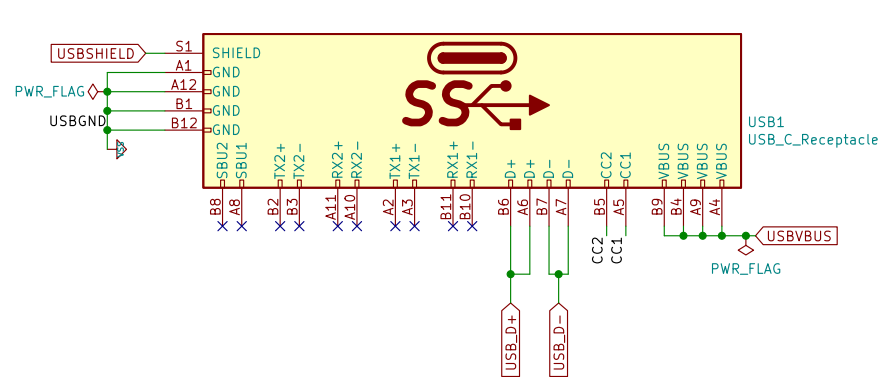 USBSHIELD
S1
SHIELD
A1
GND
PWR_FLAG
A12
GND
B1
GND
USBGND
B12
GND
VSS
SS
USB1
USB_C_Receptacle
SBU2
SBU1
TX2+
TX2-
RX2+
RX2-
TX1+
TX1-
RX1+
RX1-
D+
D+
D-
D-
CC2
CC1
VBUS
VBUS
VBUS
VBUS
B8
A8
B2
B3
A11
A10
A2
A3
B11
B10
B6
A6
B7
A7
B5
A5
B9
B4
A9
A4
CC2
CC1
USBVBUS
PWR_FLAG
USB_D+
USB_D-